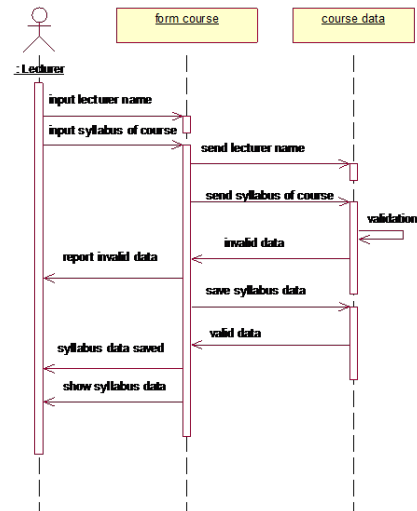 form course
course data
: Lecturer
input lecturer name
input syllabus of course
send lecturer name
send syllabus of course
validation
invalid data
report invalid data
save syllabus data
valid data
syllabus data saved
show syllabus data